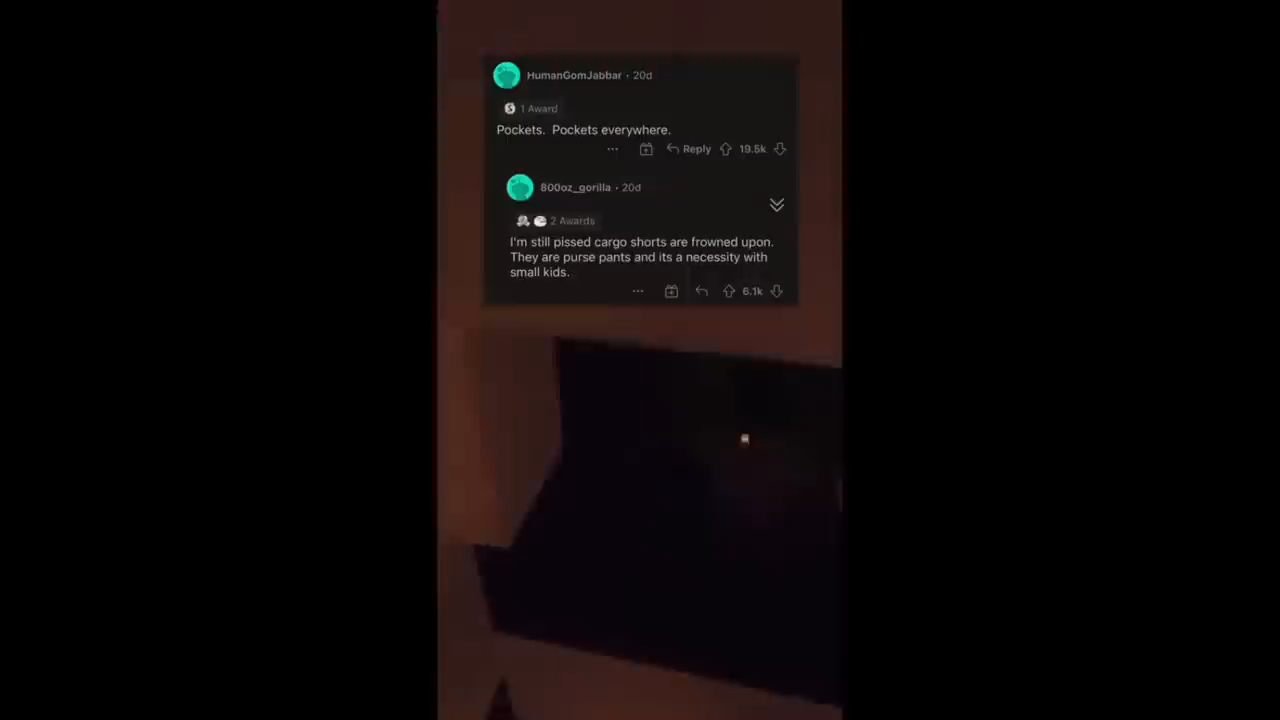 HumanGomJabbar · 20d
1 Award
Pockets. Pockets everywhere.
Reply 19.5k
800oz_gorilla · 20d
2 Awards
I'm still pissed cargo shorts are frowned upon.
They are purse pants and its a necessity with
small kids.
6.1k